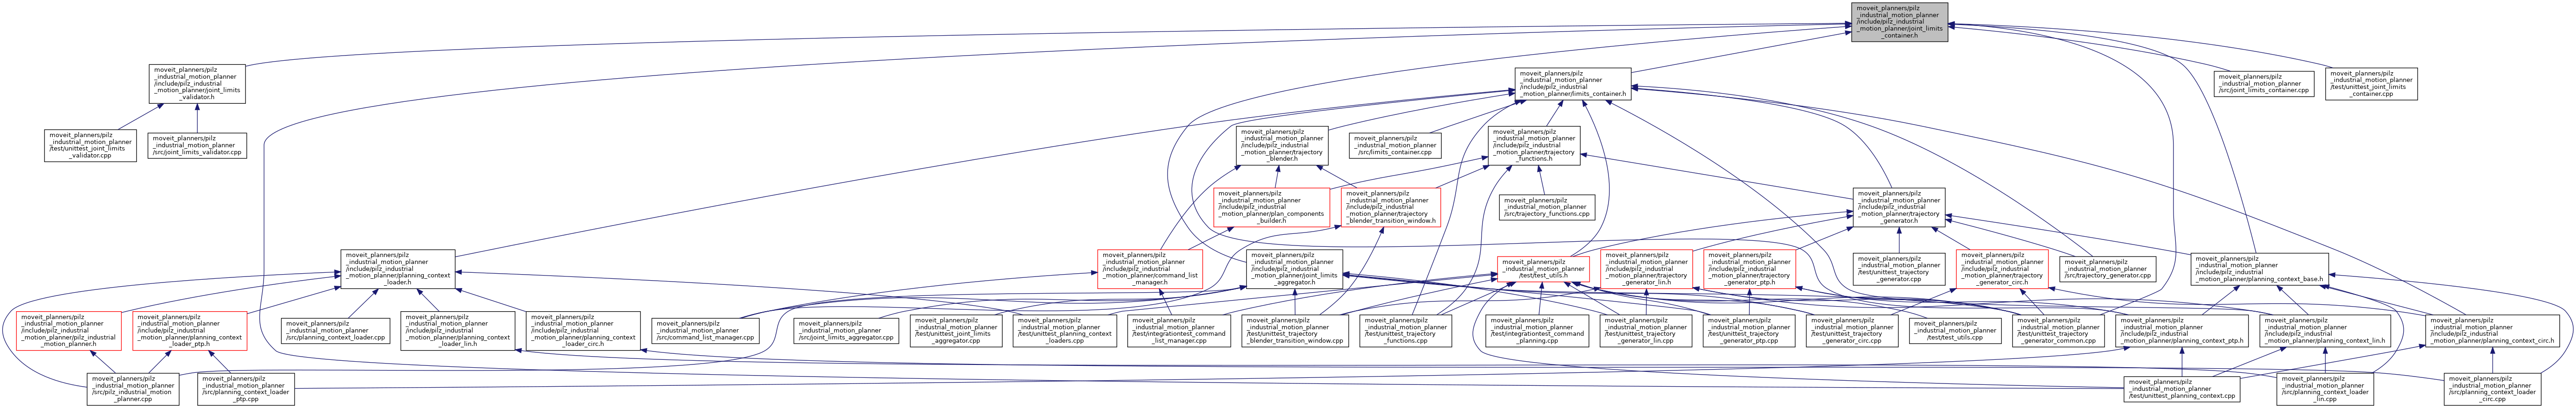 moveit_planners/pilz
_industrial_motion_planner
/include/pilz_industrial
_motion_planner/joint_limits
_container.h
moveit_planners/pilz
_industrial_motion_planner
/include/pilz_industrial
_motion_planner/joint_limits
_validator.h
moveit_planners/pilz
_industrial_motion_planner
/include/pilz_industrial
_motion_planner/limits_container.h
moveit_planners/pilz
_industrial_motion_planner
/src/joint_limits_container.cpp
moveit_planners/pilz
_industrial_motion_planner
/test/unittest_joint_limits
_container.cpp
moveit_planners/pilz
_industrial_motion_planner
/test/unittest_joint_limits
_validator.cpp
moveit_planners/pilz
_industrial_motion_planner
/src/joint_limits_validator.cpp
moveit_planners/pilz
_industrial_motion_planner
/include/pilz_industrial
_motion_planner/trajectory
_blender.h
moveit_planners/pilz
_industrial_motion_planner
/src/limits_container.cpp
moveit_planners/pilz
_industrial_motion_planner
/include/pilz_industrial
_motion_planner/trajectory
_functions.h
moveit_planners/pilz
_industrial_motion_planner
/include/pilz_industrial
_motion_planner/plan_components
_builder.h
moveit_planners/pilz
_industrial_motion_planner
/include/pilz_industrial
_motion_planner/trajectory
_blender_transition_window.h
moveit_planners/pilz
_industrial_motion_planner
/src/trajectory_functions.cpp
moveit_planners/pilz
_industrial_motion_planner
/include/pilz_industrial
_motion_planner/trajectory
_generator.h
moveit_planners/pilz
_industrial_motion_planner
/include/pilz_industrial
_motion_planner/planning_context
_loader.h
moveit_planners/pilz
_industrial_motion_planner
/include/pilz_industrial
_motion_planner/command_list
_manager.h
moveit_planners/pilz
_industrial_motion_planner
/include/pilz_industrial
_motion_planner/joint_limits
_aggregator.h
moveit_planners/pilz
_industrial_motion_planner
/test/test_utils.h
moveit_planners/pilz
_industrial_motion_planner
/include/pilz_industrial
_motion_planner/trajectory
_generator_lin.h
moveit_planners/pilz
_industrial_motion_planner
/include/pilz_industrial
_motion_planner/trajectory
_generator_ptp.h
moveit_planners/pilz
_industrial_motion_planner
/test/unittest_trajectory
_generator.cpp
moveit_planners/pilz
_industrial_motion_planner
/include/pilz_industrial
_motion_planner/trajectory
_generator_circ.h
moveit_planners/pilz
_industrial_motion_planner
/src/trajectory_generator.cpp
moveit_planners/pilz
_industrial_motion_planner
/include/pilz_industrial
_motion_planner/planning_context_base.h
moveit_planners/pilz
_industrial_motion_planner
/include/pilz_industrial
_motion_planner/pilz_industrial
_motion_planner.h
moveit_planners/pilz
_industrial_motion_planner
/include/pilz_industrial
_motion_planner/planning_context
_loader_ptp.h
moveit_planners/pilz
_industrial_motion_planner
/src/planning_context_loader.cpp
moveit_planners/pilz
_industrial_motion_planner
/include/pilz_industrial
_motion_planner/planning_context
_loader_lin.h
moveit_planners/pilz
_industrial_motion_planner
/include/pilz_industrial
_motion_planner/planning_context
_loader_circ.h
moveit_planners/pilz
_industrial_motion_planner
/src/command_list_manager.cpp
moveit_planners/pilz
_industrial_motion_planner
/src/joint_limits_aggregator.cpp
moveit_planners/pilz
_industrial_motion_planner
/test/unittest_joint_limits
_aggregator.cpp
moveit_planners/pilz
_industrial_motion_planner
/test/unittest_planning_context
_loaders.cpp
moveit_planners/pilz
_industrial_motion_planner
/test/integrationtest_command
_list_manager.cpp
moveit_planners/pilz
_industrial_motion_planner
/test/unittest_trajectory
_blender_transition_window.cpp
moveit_planners/pilz
_industrial_motion_planner
/test/unittest_trajectory
_functions.cpp
moveit_planners/pilz
_industrial_motion_planner
/test/integrationtest_command
_planning.cpp
moveit_planners/pilz
_industrial_motion_planner
/test/unittest_trajectory
_generator_lin.cpp
moveit_planners/pilz
_industrial_motion_planner
/test/unittest_trajectory
_generator_ptp.cpp
moveit_planners/pilz
_industrial_motion_planner
/test/unittest_trajectory
_generator_circ.cpp
moveit_planners/pilz
_industrial_motion_planner
/test/test_utils.cpp
moveit_planners/pilz
_industrial_motion_planner
/test/unittest_trajectory
_generator_common.cpp
moveit_planners/pilz
_industrial_motion_planner
/include/pilz_industrial
_motion_planner/planning_context_ptp.h
moveit_planners/pilz
_industrial_motion_planner
/include/pilz_industrial
_motion_planner/planning_context_lin.h
moveit_planners/pilz
_industrial_motion_planner
/include/pilz_industrial
_motion_planner/planning_context_circ.h
moveit_planners/pilz
_industrial_motion_planner
/src/pilz_industrial_motion
_planner.cpp
moveit_planners/pilz
_industrial_motion_planner
/src/planning_context_loader
_ptp.cpp
moveit_planners/pilz
_industrial_motion_planner
/test/unittest_planning_context.cpp
moveit_planners/pilz
_industrial_motion_planner
/src/planning_context_loader
_lin.cpp
moveit_planners/pilz
_industrial_motion_planner
/src/planning_context_loader
_circ.cpp